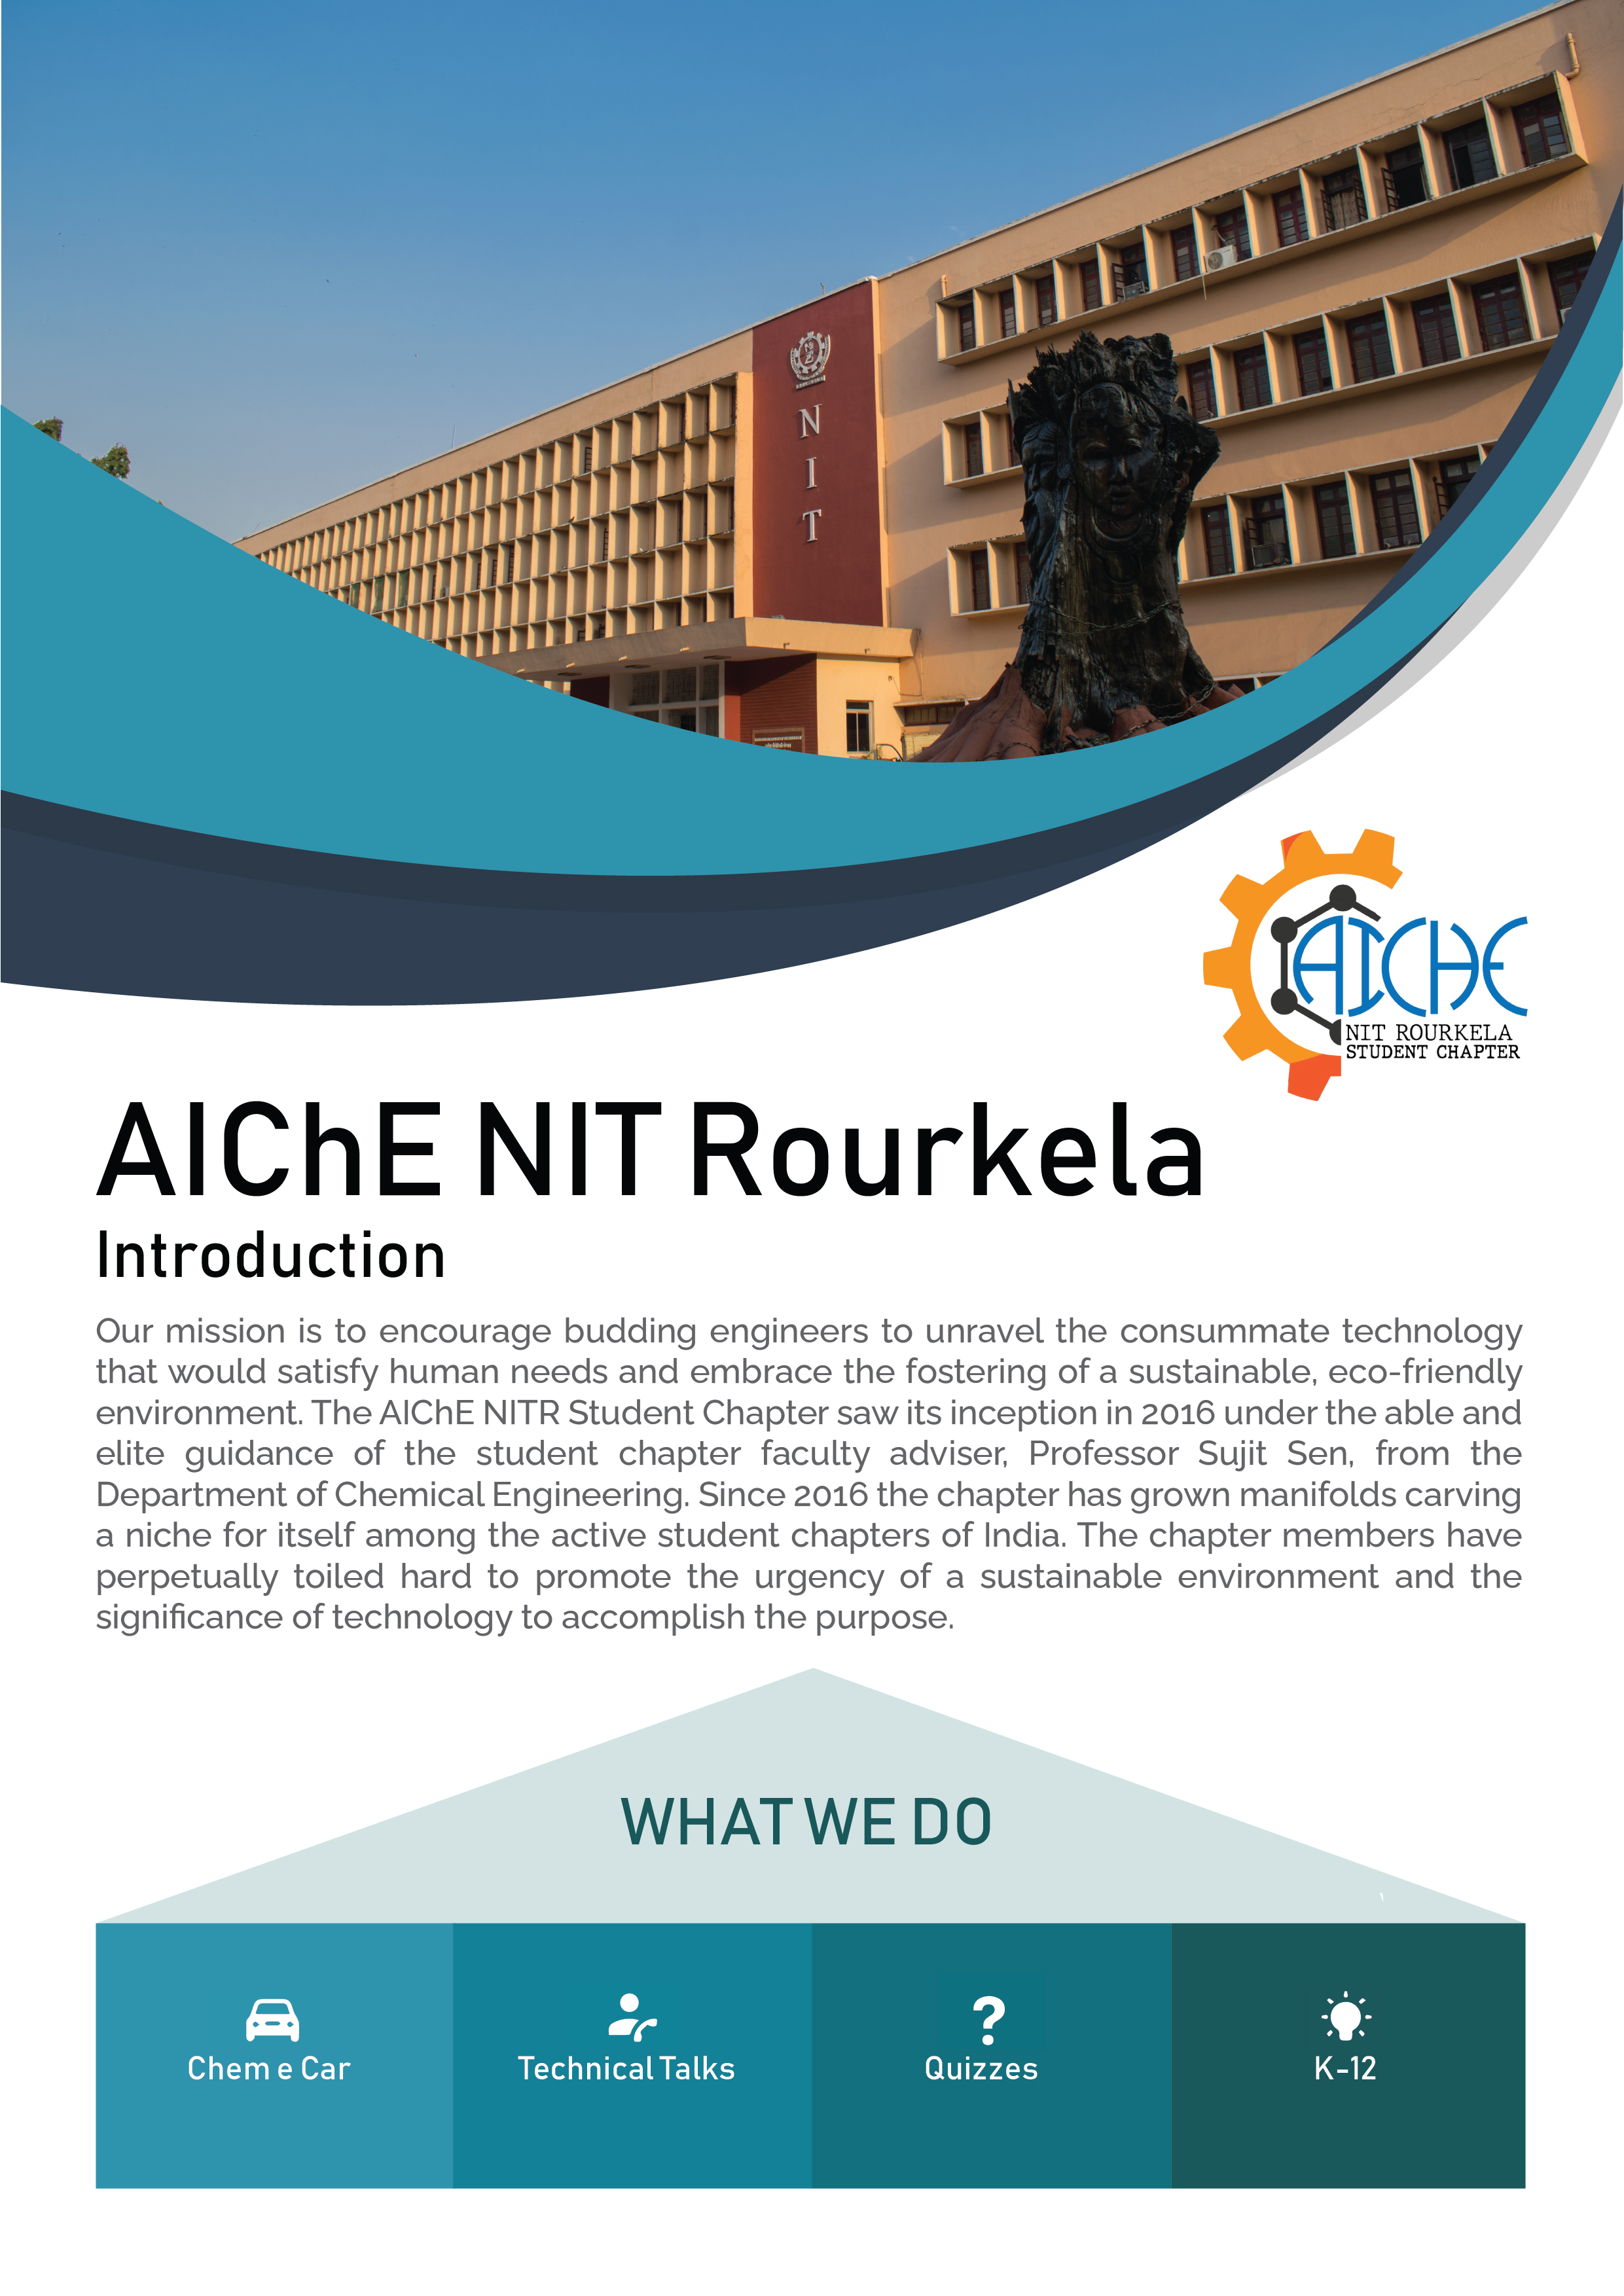 N
I
T
AICHE
NIT ROURKELA
STUDENT CHAPTER
AIChE NIT Rourkela
Introduction
Our mission is to encourage budding engineers to unravel the consummate technology
that would satisfy human needs and embrace the fostering of a sustainable, eco-friendly
environment. The AIChE NITR Student Chapter saw its inception in 2016 under the able and
elite guidance of the student chapter faculty adviser, Professor Sujit Sen, from the
Department of Chemical Engineering. Since 2016 the chapter has grown manifolds carving
a niche for itself among the active student chapters of India. The chapter members have
perpetually toiled hard to promote the urgency of a sustainable environment and the
significance of technology to accomplish the purpose.
WHAT WE DO
Chem e Car
Technical Talks
Quizzes
K-12